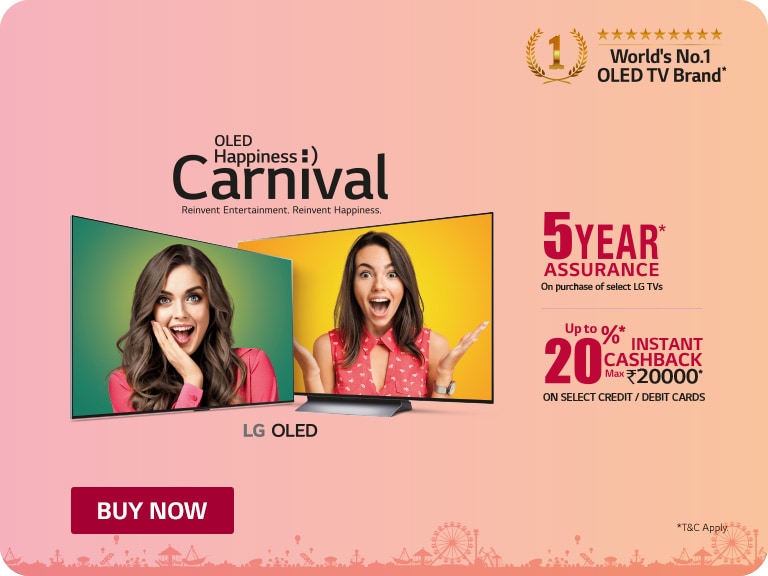 1
World's No.1
OLED TV Brand*
OLED
Happiness :)
Carnival
Reinvent Entertainment. Reinvent Happiness.
5 YEAR*
ASSURANCE
On purchase of select LG TVs
Up to 20%* INSTANT
CASHBACK
Max ₹20000*
ON SELECT CREDIT / DEBIT CARDS
LG OLED
BUY NOW
*T&C Apply